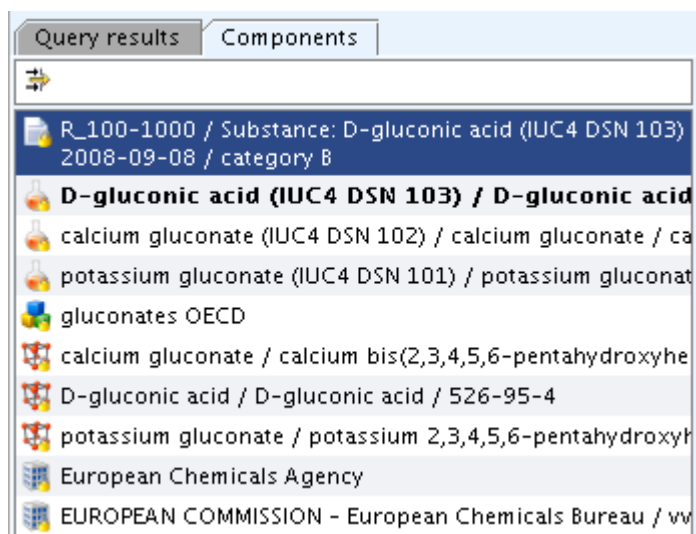 Query results
Components
R_100-1000 / Substance: D-gluconic acid (IUC4 DSN 103)
2008-09-08 / category B
D-gluconic acid (IUC4 DSN 103) / D-gluconic acid
calcium gluconate (IUC4 DSN 102) / calcium gluconate / ca
potassium gluconate (IUC4 DSN 101) / potassium gluconat
gluconates OECD
calcium gluconate / calcium bis(2,3,4,5,6-pentahydroxyhe
D-gluconic acid / D-gluconic acid / 526-95-4
potassium gluconate / potassium 2,3,4,5,6-pentahydroxyh
European Chemicals Agency
EUROPEAN COMMISSION - European Chemicals Bureau / vv